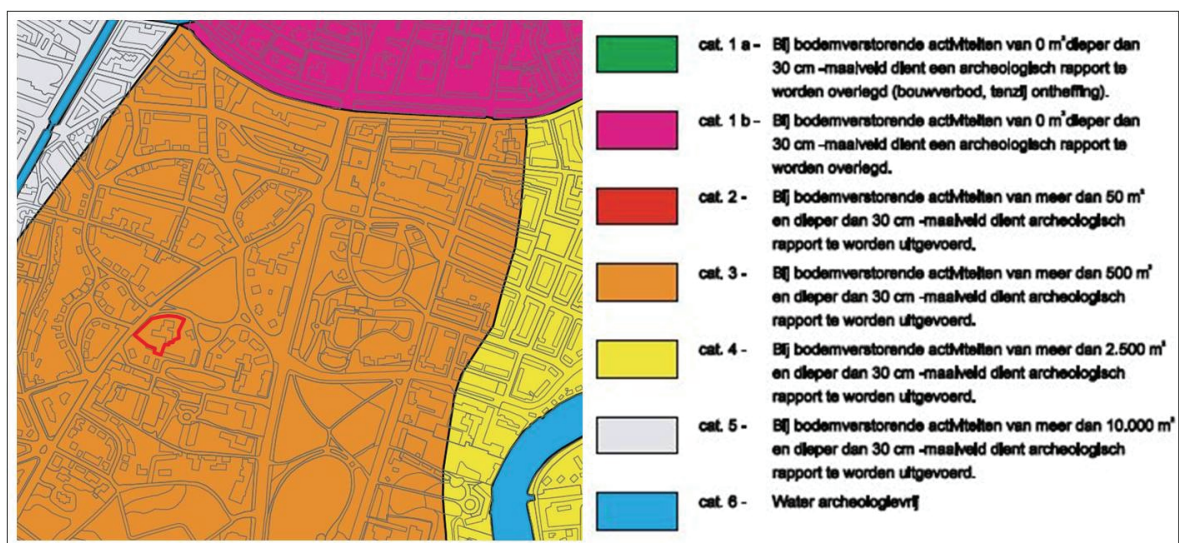 cat. 1 a - Bij bodemverstorende activiteiten van 0 m² dieper dan
30 cm -maaiveld dient een archeologisch rapport te
worden overlegd (bouwverbod, tenzij ontheffing).
cat. 1 b - Bij bodemverstorende activiteiten van 0 m² dieper dan
30 cm -maaiveld dient een archeologisch rapport te
worden overlegd.
cat. 2 - Bij bodemverstorende activiteiten van meer dan 50 m²
en dieper dan 30 cm -maaiveld dient archeologisch
rapport te worden uitgevoerd.
cat. 3 - Bij bodemverstorende activiteiten van meer dan 500 m²
en dieper dan 30 cm -maaiveld dient archeologisch
rapport te worden uitgevoerd.
cat. 4 - Bij bodemverstorende activiteiten van meer dan 2.500 m²
en dieper dan 30 cm -maaiveld dient archeologisch
rapport te worden uitgevoerd.
cat. 5 - Bij bodemverstorende activiteiten van meer dan 10.000 m²
en dieper dan 30 cm -maaiveld dient archeologisch
rapport te worden uitgevoerd.
cat. 6 - Water archeologievrij